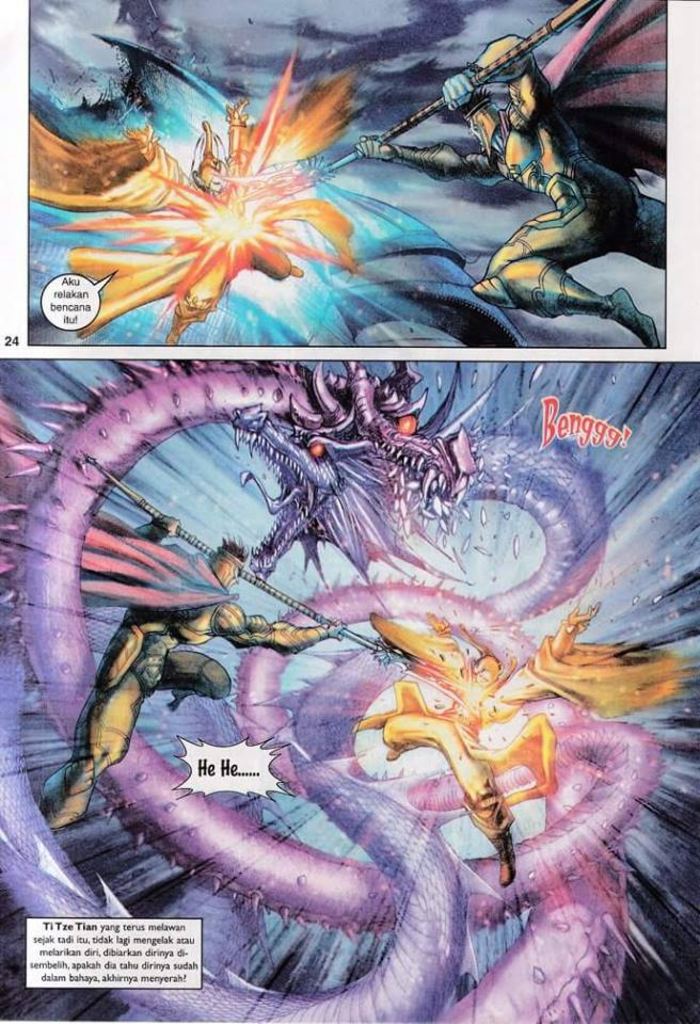 Aku
relakan
bencana
itu!
24
Benggg!
He He......
Ti Tze Tian yang terus melawan
sejak tadi itu, tidak lagi mengelak atau
melarikan diri, dibiarkan dirinya di-
sembelih, apakah dia tahu dirinya sudah
dalam bahaya, akhirnya menyerah?